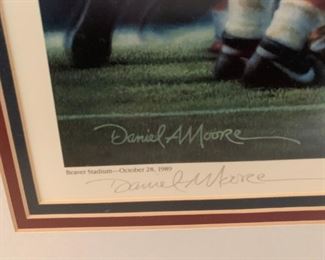 Daniel A Moore
Beaver Stadium—October 28, 1989
Daniel A Moore